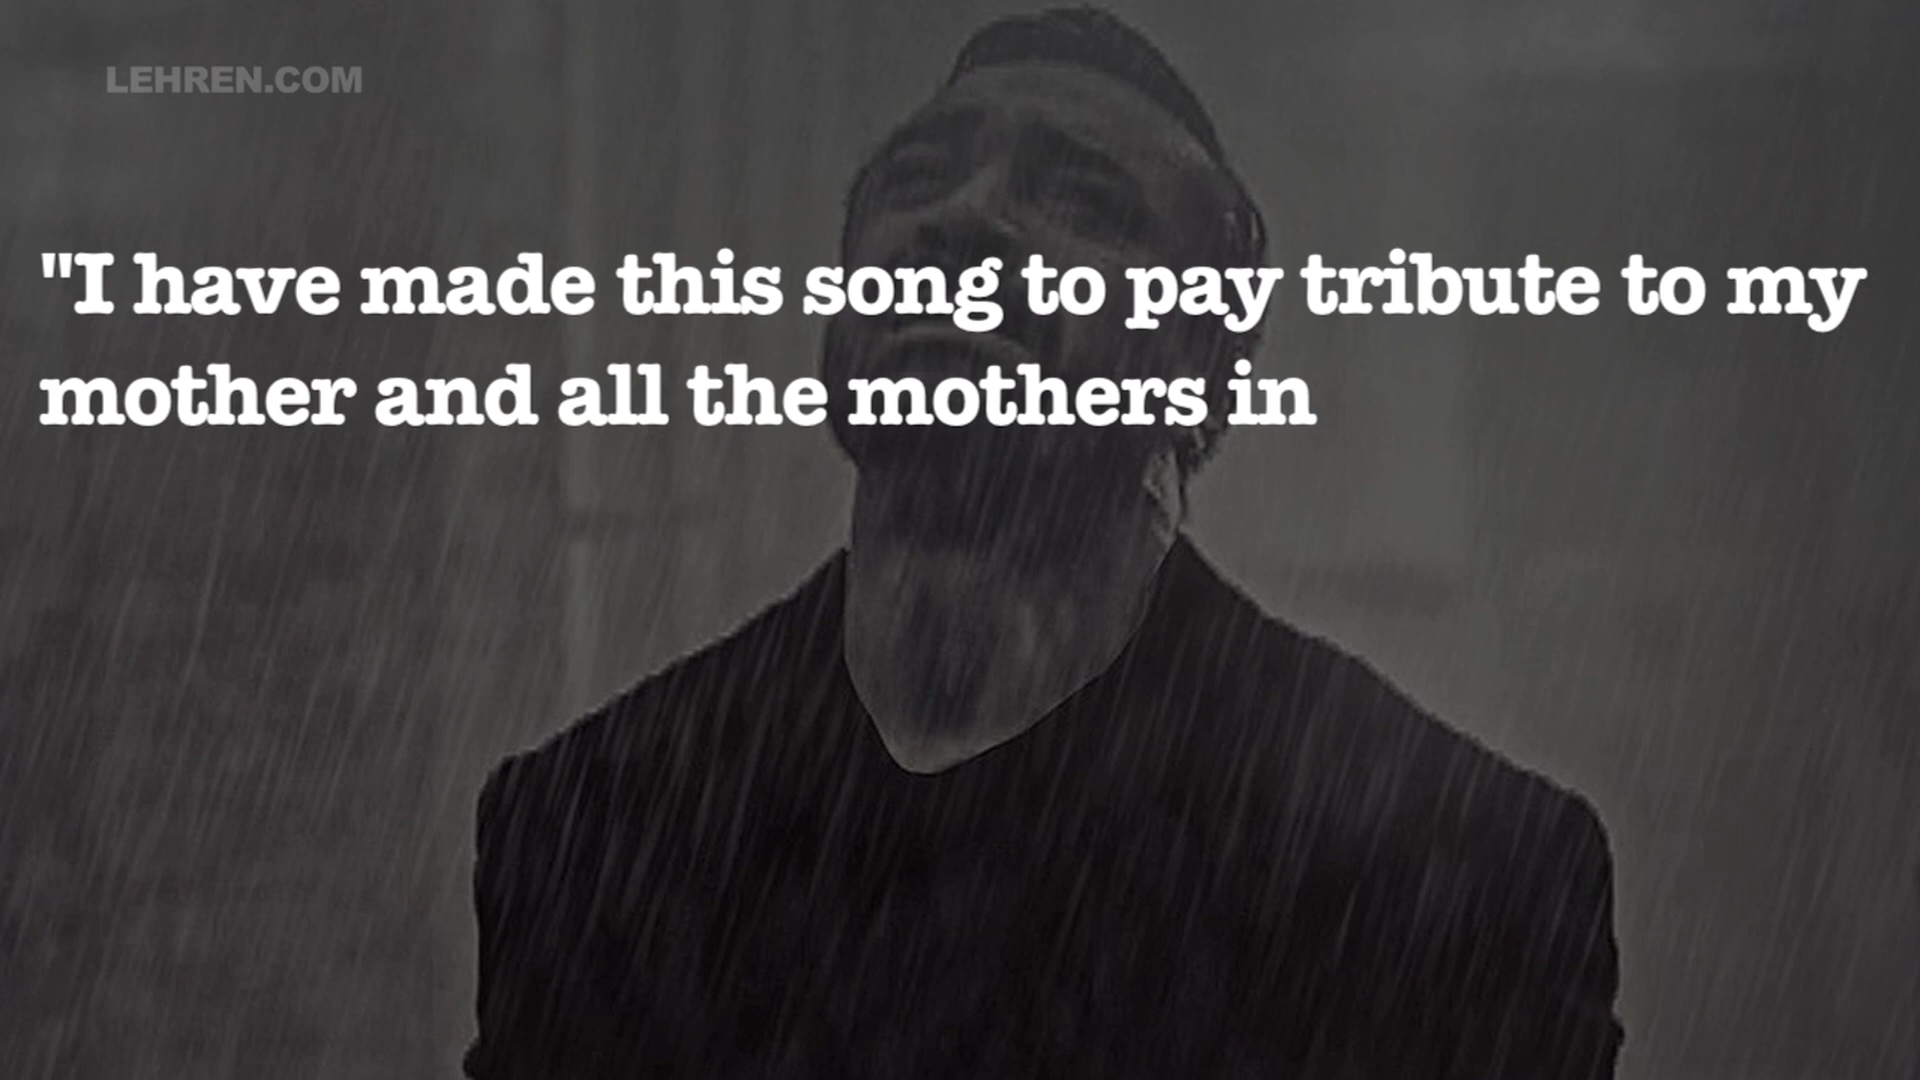 LEHREN.COM
"I have made this song to pay tribute to my
mother and all the mothers in